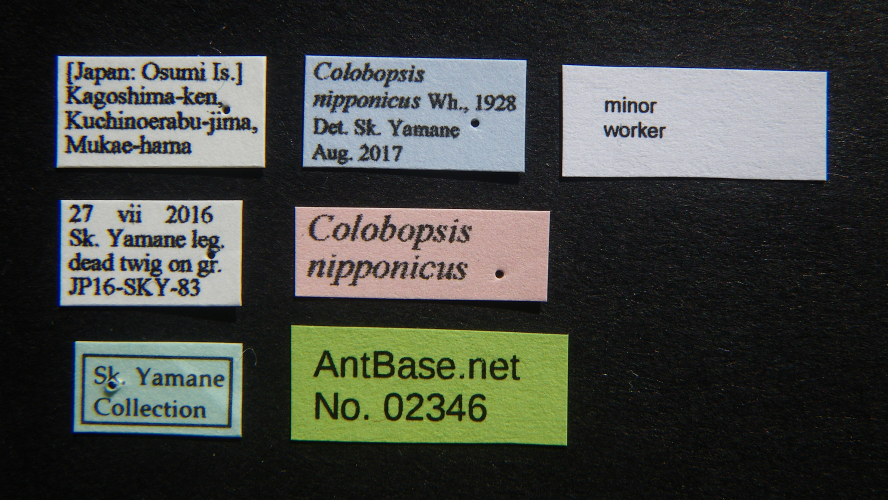 [Japan: Osumi Is.]
Kagoshima-ken,
Kuchinoerabu-jima,
Mukae-hama
Colobopsis
nipponicus Wh., 1928
Det. Sk. Yamane
Aug. 2017
minor
worker
27 vii 2016
Sk. Yamane leg.
dead twig on gr.
JP16-SKY-83
Colobopsis
nipponicus
Sk. Yamane
Collection
AntBase.net
No. 02346